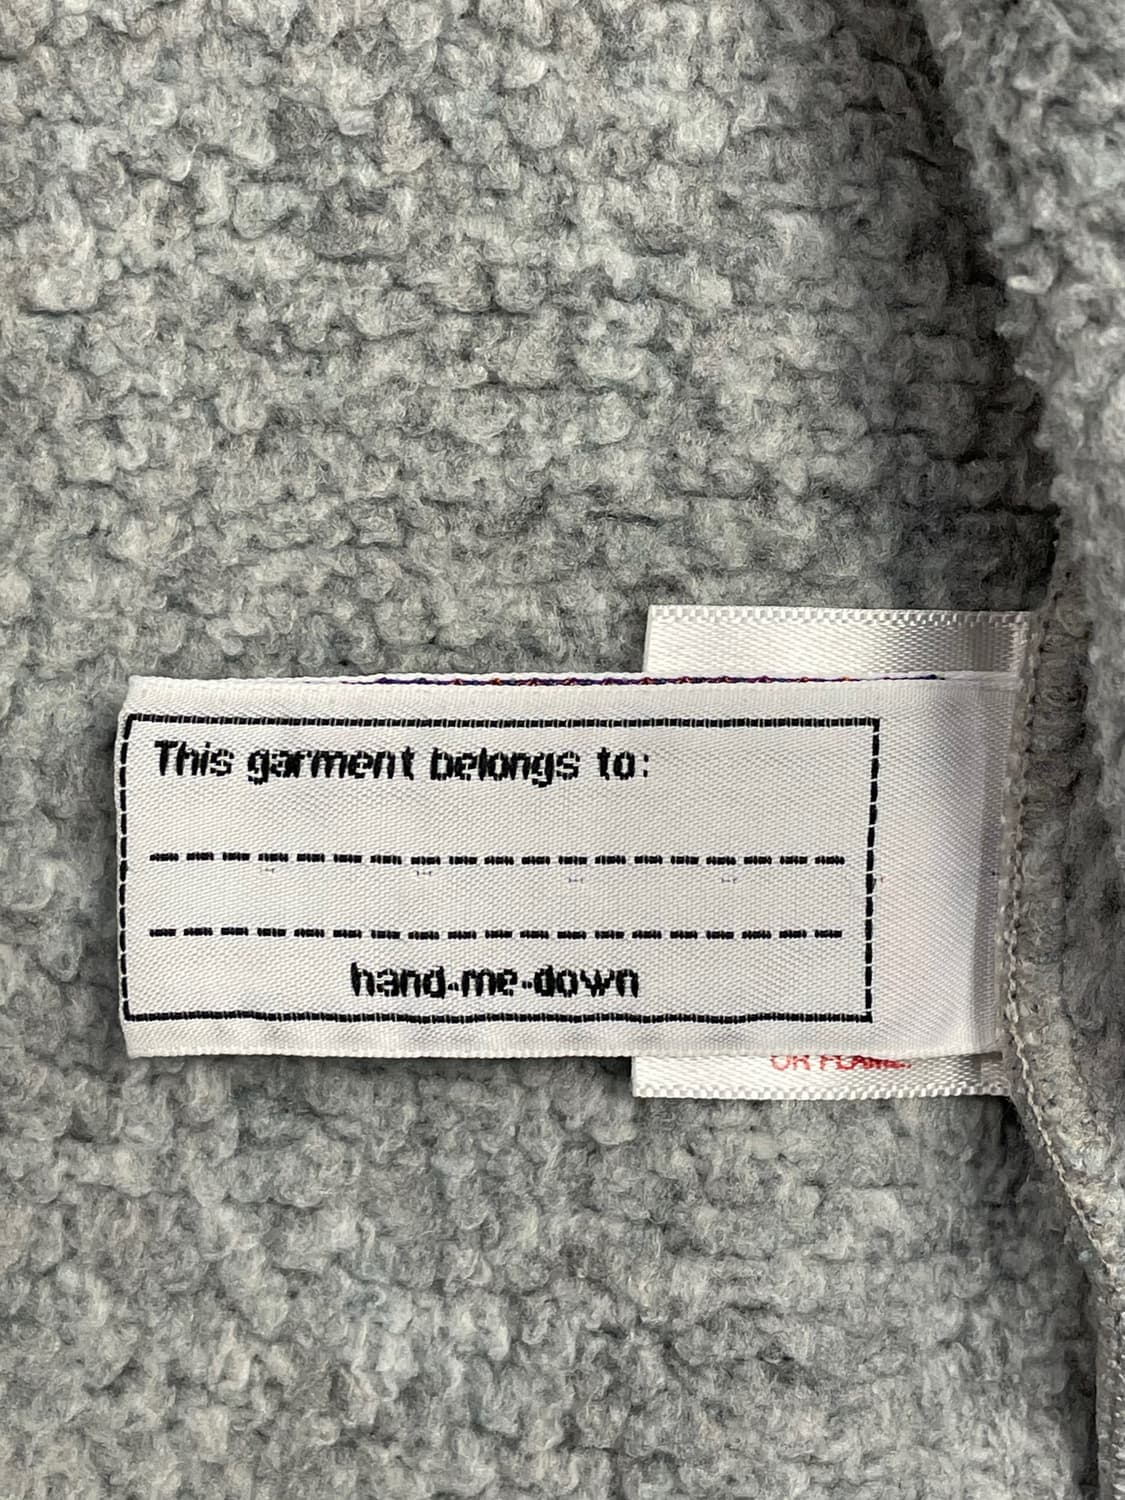 This garment belongs to:
hand-me-down
OR FLAME.